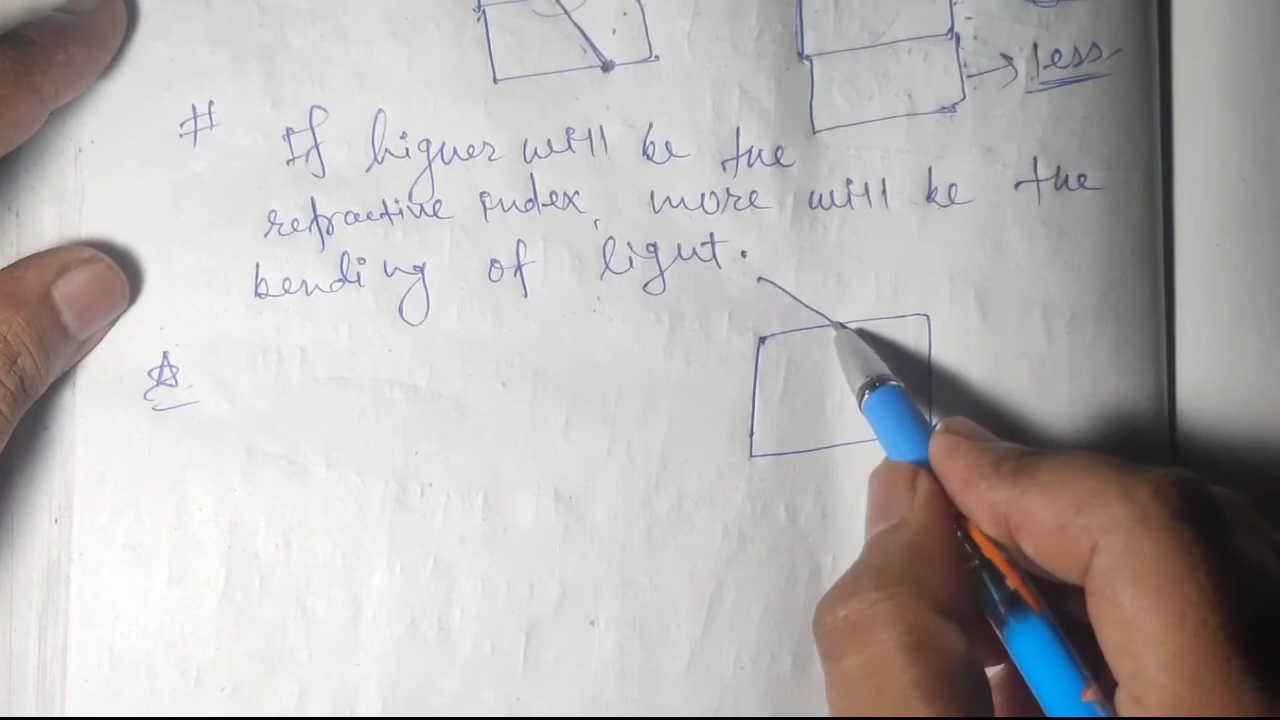 less
# If higher will be the
refractive index, more will be the
bending of light.